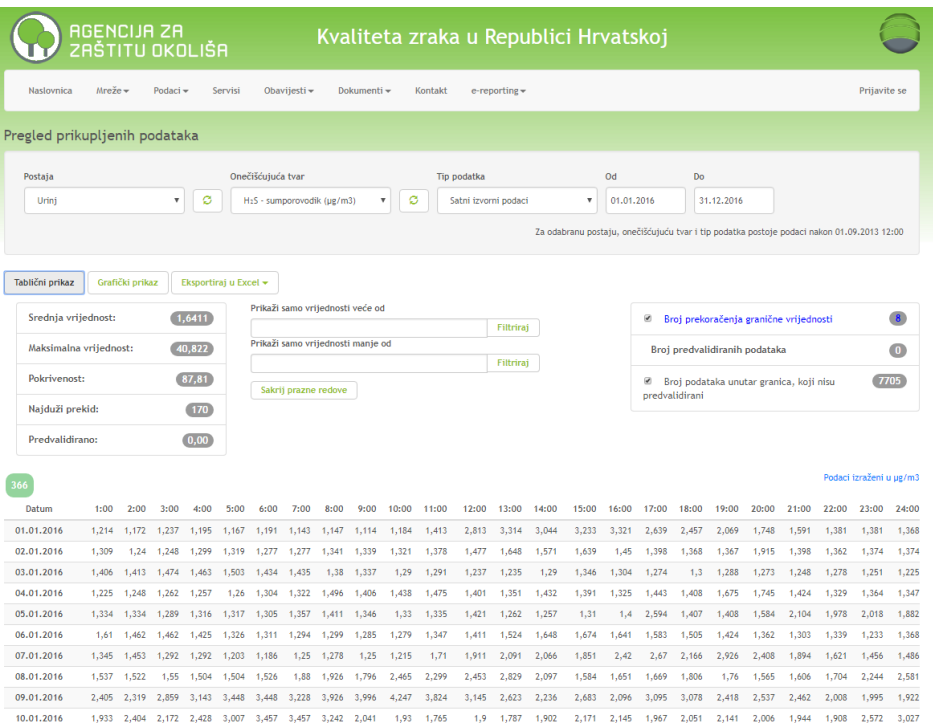 AGENCIJA ZA
ZAŠTITU OKOLIŠA
Kvaliteta zraka u Republici Hrvatskoj
Naslovnica Mreže Podaci Servisi Obavijesti Dokumenti Kontakt e-reporting Prijavite se
Pregled prikupljenih podataka
Postaja Onečišćujuća tvar Tip podatka Od Do
Urinj H₂S - sumporovodik (µg/m3) Satni izvorni podaci 01.01.2016 31.12.2016
Za odabranu postaju, onečišćujuću tvar i tip podatka postoje podaci nakon 01.09.2013 12:00
Tablični prikaz Grafički prikaz Eksportiraj u Excel
Srednja vrijednost: 1,6411
Maksimalna vrijednost: 40,822
Pokrivenost: 87,81
Najduži prekid: 170
Predvalidirano: 0,00
Prikaži samo vrijednosti veće od
Filtriraj
Prikaži samo vrijednosti manje od
Filtriraj
Sakrij prazne redove
Broj prekoračenja granične vrijednosti 8
Broj predvalidiranih podataka 0
Broj podataka unutar granica, koji nisu 7705
predvalidirani
366
Podaci izraženi u µg/m3
Datum 1:00 2:00 3:00 4:00 5:00 6:00 7:00 8:00 9:00 10:00 11:00 12:00 13:00 14:00 15:00 16:00 17:00 18:00 19:00 20:00 21:00 22:00 23:00 24:00
01.01.2016 1,214 1,172 1,237 1,195 1,167 1,191 1,143 1,147 1,114 1,184 1,413 2,813 3,314 3,044 3,233 3,321 2,639 2,457 2,069 1,748 1,591 1,381 1,381 1,368
02.01.2016 1,309 1,24 1,248 1,299 1,319 1,277 1,277 1,341 1,339 1,321 1,378 1,477 1,648 1,571 1,639 1,45 1,398 1,368 1,367 1,915 1,398 1,362 1,374 1,374
03.01.2016 1,406 1,413 1,474 1,463 1,503 1,434 1,435 1,38 1,337 1,29 1,291 1,237 1,235 1,29 1,346 1,304 1,274 1,3 1,288 1,273 1,248 1,278 1,251 1,225
04.01.2016 1,225 1,248 1,262 1,257 1,26 1,304 1,322 1,496 1,406 1,438 1,475 1,401 1,351 1,432 1,391 1,325 1,443 1,408 1,675 1,745 1,424 1,329 1,364 1,347
05.01.2016 1,334 1,334 1,289 1,316 1,317 1,305 1,357 1,411 1,346 1,33 1,335 1,421 1,262 1,257 1,31 1,4 2,594 1,407 1,408 1,584 2,104 1,978 2,018 1,882
06.01.2016 1,61 1,462 1,462 1,425 1,326 1,311 1,294 1,299 1,285 1,279 1,347 1,411 1,524 1,648 1,674 1,641 1,583 1,505 1,424 1,362 1,303 1,339 1,233 1,368
07.01.2016 1,345 1,453 1,292 1,292 1,203 1,186 1,25 1,278 1,25 1,215 1,71 1,911 2,091 2,066 1,851 2,42 2,67 2,166 2,926 2,408 1,894 1,621 1,456 1,486
08.01.2016 1,537 1,522 1,55 1,504 1,504 1,526 1,88 1,926 1,796 2,465 2,299 2,453 2,829 2,097 1,584 1,651 1,669 1,806 1,76 1,565 1,606 1,704 2,244 2,581
09.01.2016 2,405 2,319 2,859 3,143 3,448 3,448 3,228 3,926 3,996 4,247 3,824 3,145 2,623 2,236 2,683 2,096 3,095 3,078 2,418 2,537 2,462 2,008 1,995 1,922
10.01.2016 1,933 2,404 2,172 2,428 3,007 3,457 3,457 3,242 2,041 1,93 1,765 1,9 1,787 1,902 2,171 2,145 1,967 2,051 2,141 2,006 1,944 1,908 2,572 3,027